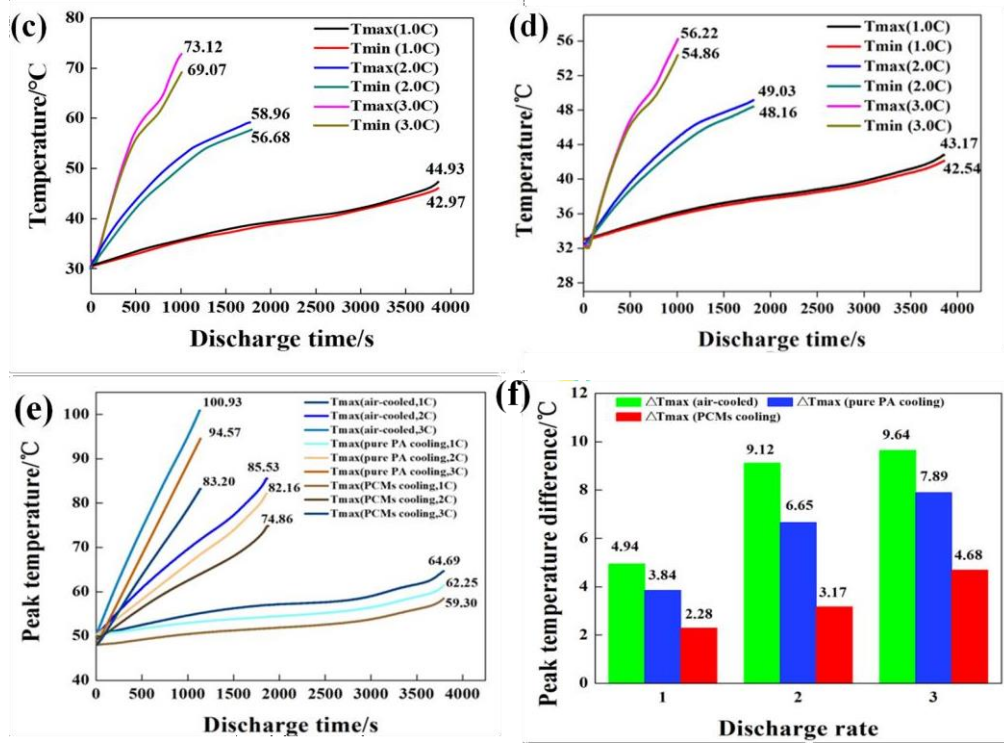 (c)
80
70
60
50
40
30
Temperature/°C
Tmax(1.0C)
Tmin (1.0C)
Tmax(2.0C)
Tmin (2.0C)
Tmax(3.0C)
Tmin (3.0C)
73.12
69.07
58.96
56.68
44.93
42.97
0 500 1000 1500 2000 2500 3000 3500 4000
Discharge time/s
(d)
56
52
48
44
40
36
32
28
Temperature/℃
Tmax(1.0C)
Tmin (1.0C)
Tmax(2.0C)
Tmin (2.0C)
Tmax(3.0C)
Tmin (3.0C)
56.22
54.86
49.03
48.16
43.17
42.54
0 500 1000 1500 2000 2500 3000 3500 4000
Discharge time/s
(e)
100
90
80
70
60
50
40
Peak temperature/℃
Tmax(air-cooled,1C)
Tmax(air-cooled,2C)
Tmax(air-cooled,3C)
Tmax(pure PA cooling,1C)
Tmax(pure PA cooling,2C)
Tmax(pure PA cooling,3C)
Tmax(PCMs cooling,1C)
Tmax(PCMs cooling,2C)
Tmax(PCMs cooling,3C)
100.93
94.57
83.20
85.53
82.16
74.86
64.69
62.25
59.30
0 500 1000 1500 2000 2500 3000 3500 4000
Discharge time/s
(f)
12
10
8
6
4
2
0
Peak temperature difference/℃
△Tmax (air-cooled) △Tmax (pure PA cooling)
△Tmax (PCMs cooling)
4.94
3.84
2.28
9.12
6.65
3.17
9.64
7.89
4.68
1 2 3
Discharge rate